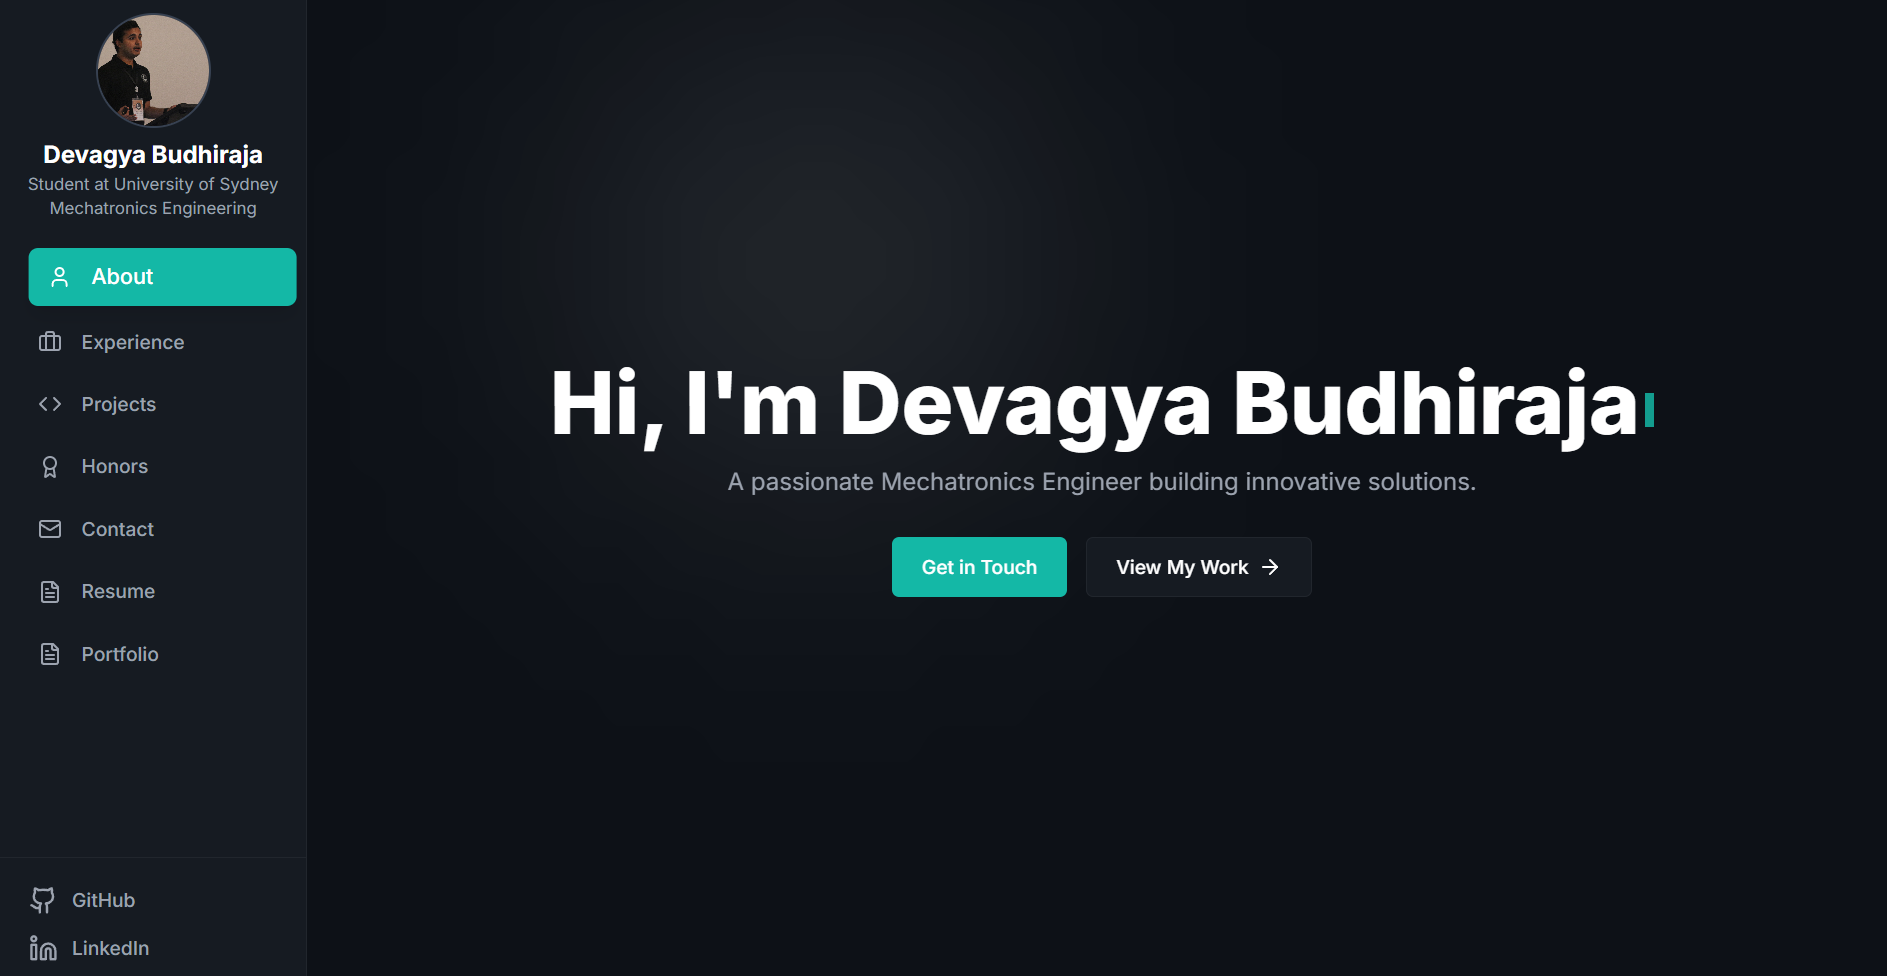 Devagya Budhiraja
Student at University of Sydney
Mechatronics Engineering
About
Experience
Projects
Honors
Contact
Resume
Portfolio
GitHub
LinkedIn
Hi, I'm Devagya Budhiraja
A passionate Mechatronics Engineer building innovative solutions.
Get in Touch
View My Work